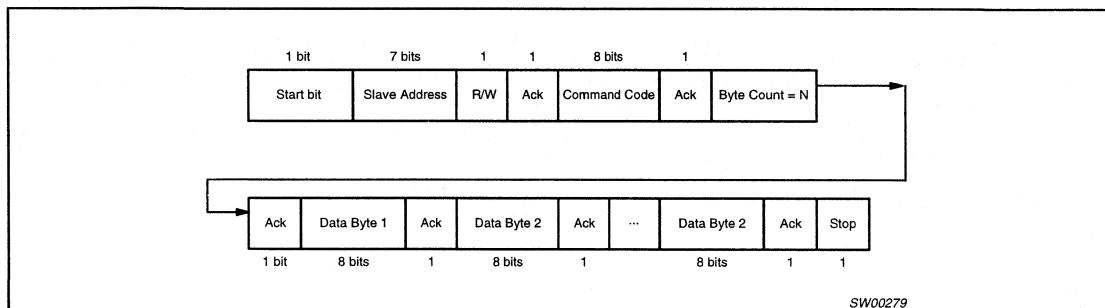 1 bit 7 bits 1 1 8 bits 1
Start bit Slave Address R/W Ack Command Code Ack Byte Count = N
Ack Data Byte 1 Ack Data Byte 2 Ack ... Data Byte 2 Ack Stop
1 bit 8 bits 1 8 bits 1 8 bits 1 1
SW00279